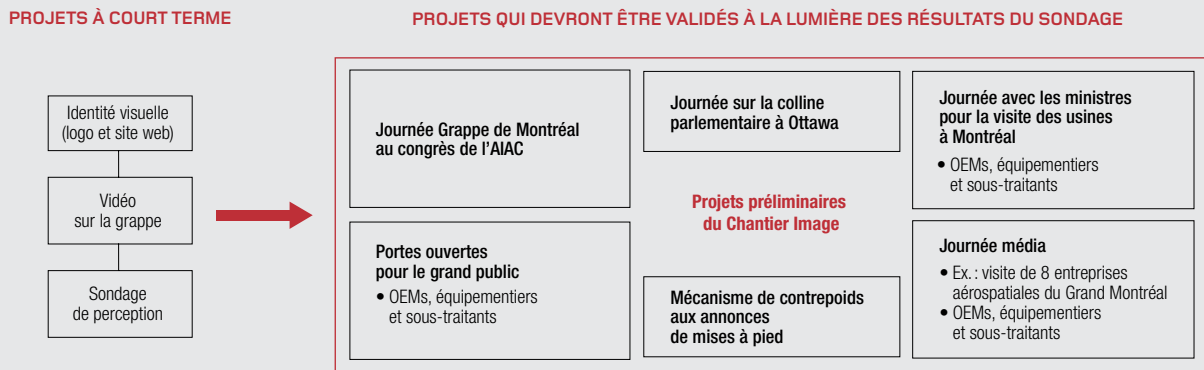 PROJETS À COURT TERME
PROJETS QUI DEVRONT ÊTRE VALIDÉS À LA LUMIÈRE DES RÉSULTATS DU SONDAGE
Identité visuelle
(logo et site web)
Vidéo
sur la grappe
Sondage
de perception
Journée Grappe de Montréal
au congrès de l'AIAC
Journée sur la colline
parlementaire à Ottawa
Journée avec les ministres
pour la visite des usines
à Montréal
• OEMs, équipementiers
et sous-traitants
Projets préliminaires
du Chantier Image
Portes ouvertes
pour le grand public
• OEMs, équipementiers
et sous-traitants
Mécanisme de contrepoids
aux annonces
de mises à pied
Journée média
• Ex. : visite de 8 entreprises
aérospatiales du Grand Montréal
• OEMs, équipementiers
et sous-traitants